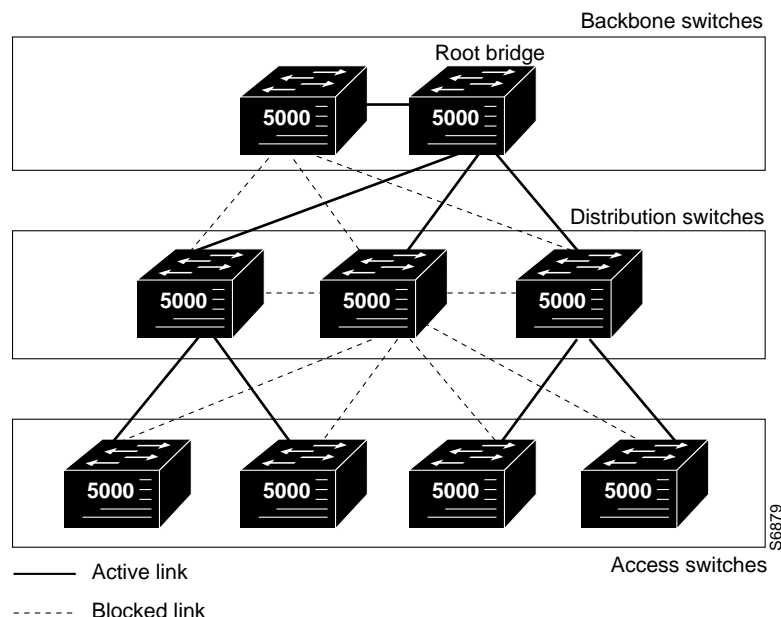 Backbone switches
Root bridge
5000
5000
Distribution switches
5000
5000
5000
5000
5000
5000
5000
S6879
Access switches
Active link
Blocked link